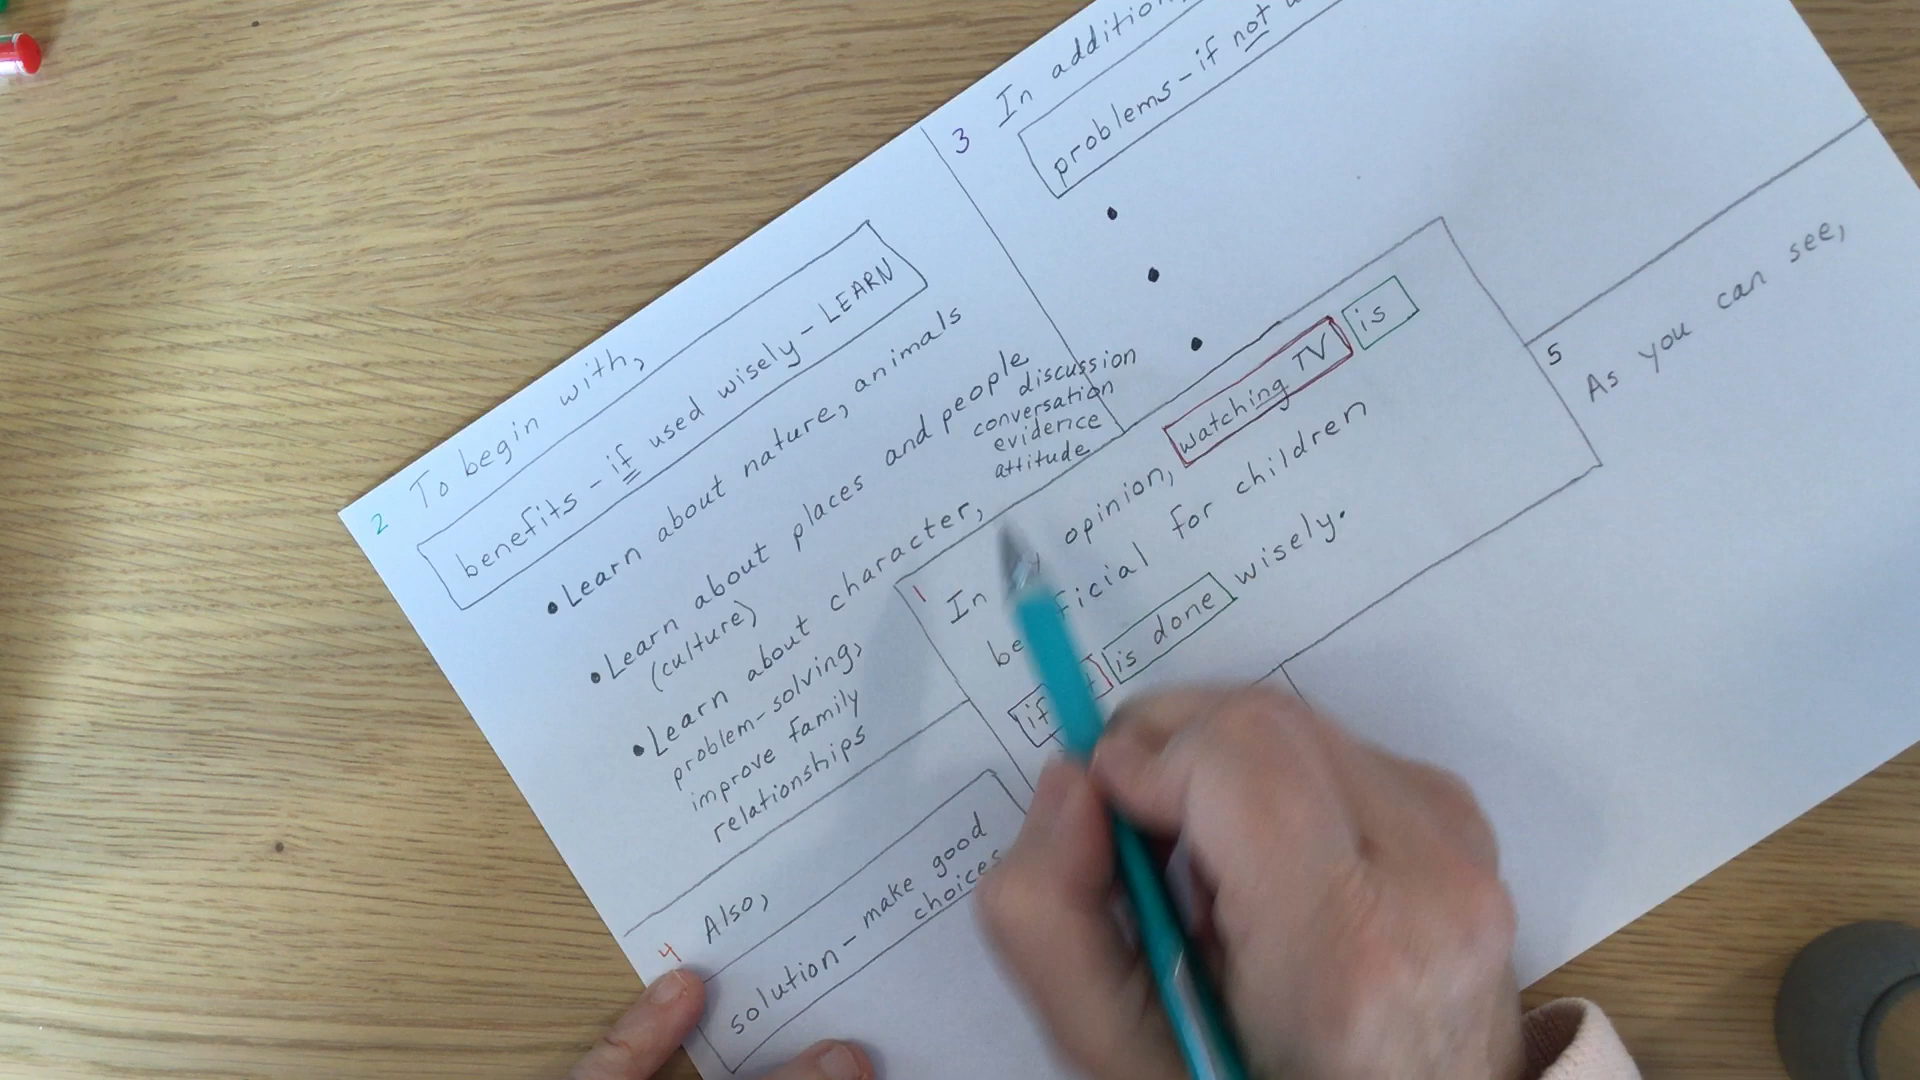 2 To begin with,
benefits - if used wisely - LEARN
• Learn about nature, animals
• Learn about places and people
(culture)
• Learn about character,
problem-solving,
improve family
relationships
discussion
conversation
evidence
attitude
3 In addition,
problems - if not
1 In opinion, watching TV is
for children
if is done wisely.
4 Also,
solution - make good
choices
5 As you can see,